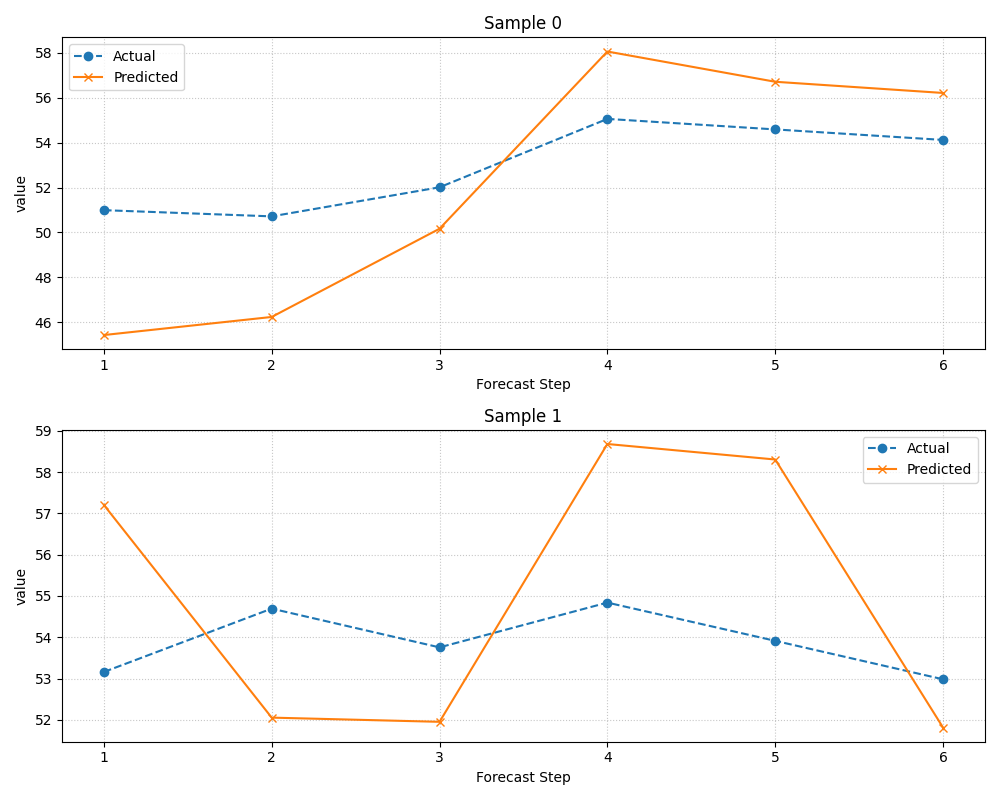 Sample 0
58
56
54
52
50
48
46
value
Actual
Predicted
1 2 3 4 5 6
Forecast Step
Sample 1
59
58
57
56
55
54
53
52
value
Actual
Predicted
1 2 3 4 5 6
Forecast Step